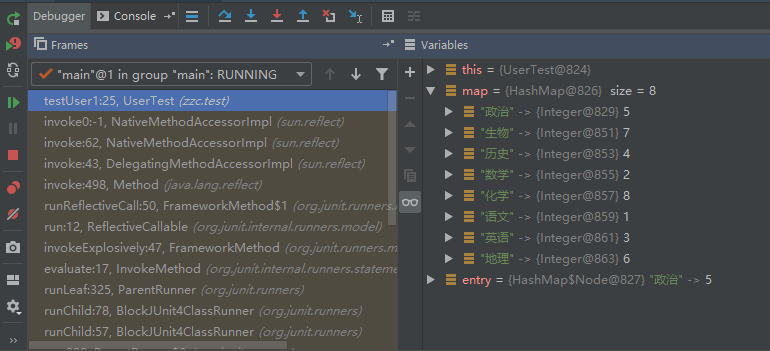 Debugger Console
Frames
"main"@1 in group "main": RUNNING
testUser1:25, UserTest (zzc.test)
invoke0:-1, NativeMethodAccessorImpl (sun.reflect)
invoke:62, NativeMethodAccessorImpl (sun.reflect)
invoke:43, DelegatingMethodAccessorImpl (sun.reflect)
invoke:498, Method (java.lang.reflect)
runReflectiveCall:50, FrameworkMethod$1 (org.junit.runners.
run:12, ReflectiveCallable (org.junit.internal.runners.model)
invokeExplosively:47, FrameworkMethod (org.junit.runners.m
evaluate:17, InvokeMethod (org.junit.internal.runners.stateme
runLeaf:325, ParentRunner (org.junit.runners)
runChild:78, BlockJUnit4ClassRunner (org.junit.runners)
runChild:57, BlockJUnit4ClassRunner (org.junit.runners)
Variables
this = {UserTest@824}
map = {HashMap@826} size = 8
"政治" -> {Integer@829} 5
"生物" -> {Integer@851} 7
"历史" -> {Integer@853} 4
"数学" -> {Integer@855} 2
"化学" -> {Integer@857} 8
"语文" -> {Integer@859} 1
"英语" -> {Integer@861} 3
"地理" -> {Integer@863} 6
entry = {HashMap$Node@827} "政治" -> 5